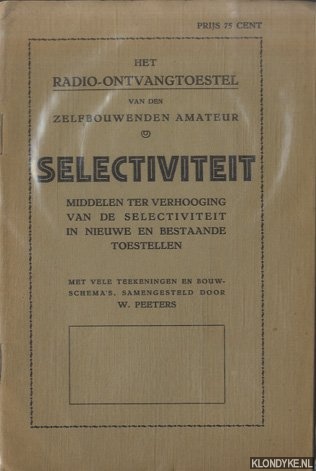 PRIJS 75 CENT
HET
RADIO-ONTVANGTOESTEL
VAN DEN
ZELFBOUWENDEN AMATEUR
SELECTIVITEIT
MIDDELEN TER VERHOOGING
VAN DE SELECTIVITEIT
IN NIEUWE EN BESTAANDE
TOESTELLEN
MET VELE TEEKENINGEN EN BOUW-
SCHEMA'S, SAMENGESTELD DOOR
W. PEETERS
KLONDYKE.NL